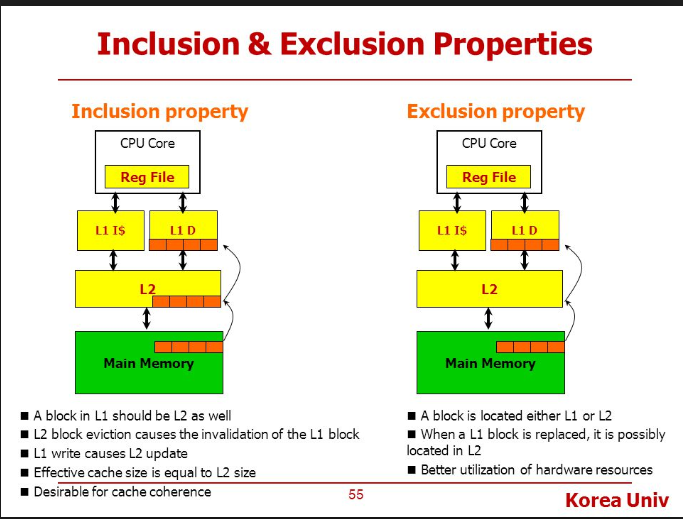 Inclusion & Exclusion Properties
Inclusion property
CPU Core
Reg File
L1 I$
L1 D
L2
Main Memory
■ A block in L1 should be L2 as well
■ L2 block eviction causes the invalidation of the L1 block
■ L1 write causes L2 update
■ Effective cache size is equal to L2 size
■ Desirable for cache coherence
Exclusion property
CPU Core
Reg File
L1 I$
L1 D
L2
Main Memory
■ A block is located either L1 or L2
■ When a L1 block is replaced, it is possibly
located in L2
■ Better utilization of hardware resources
55
Korea Univ